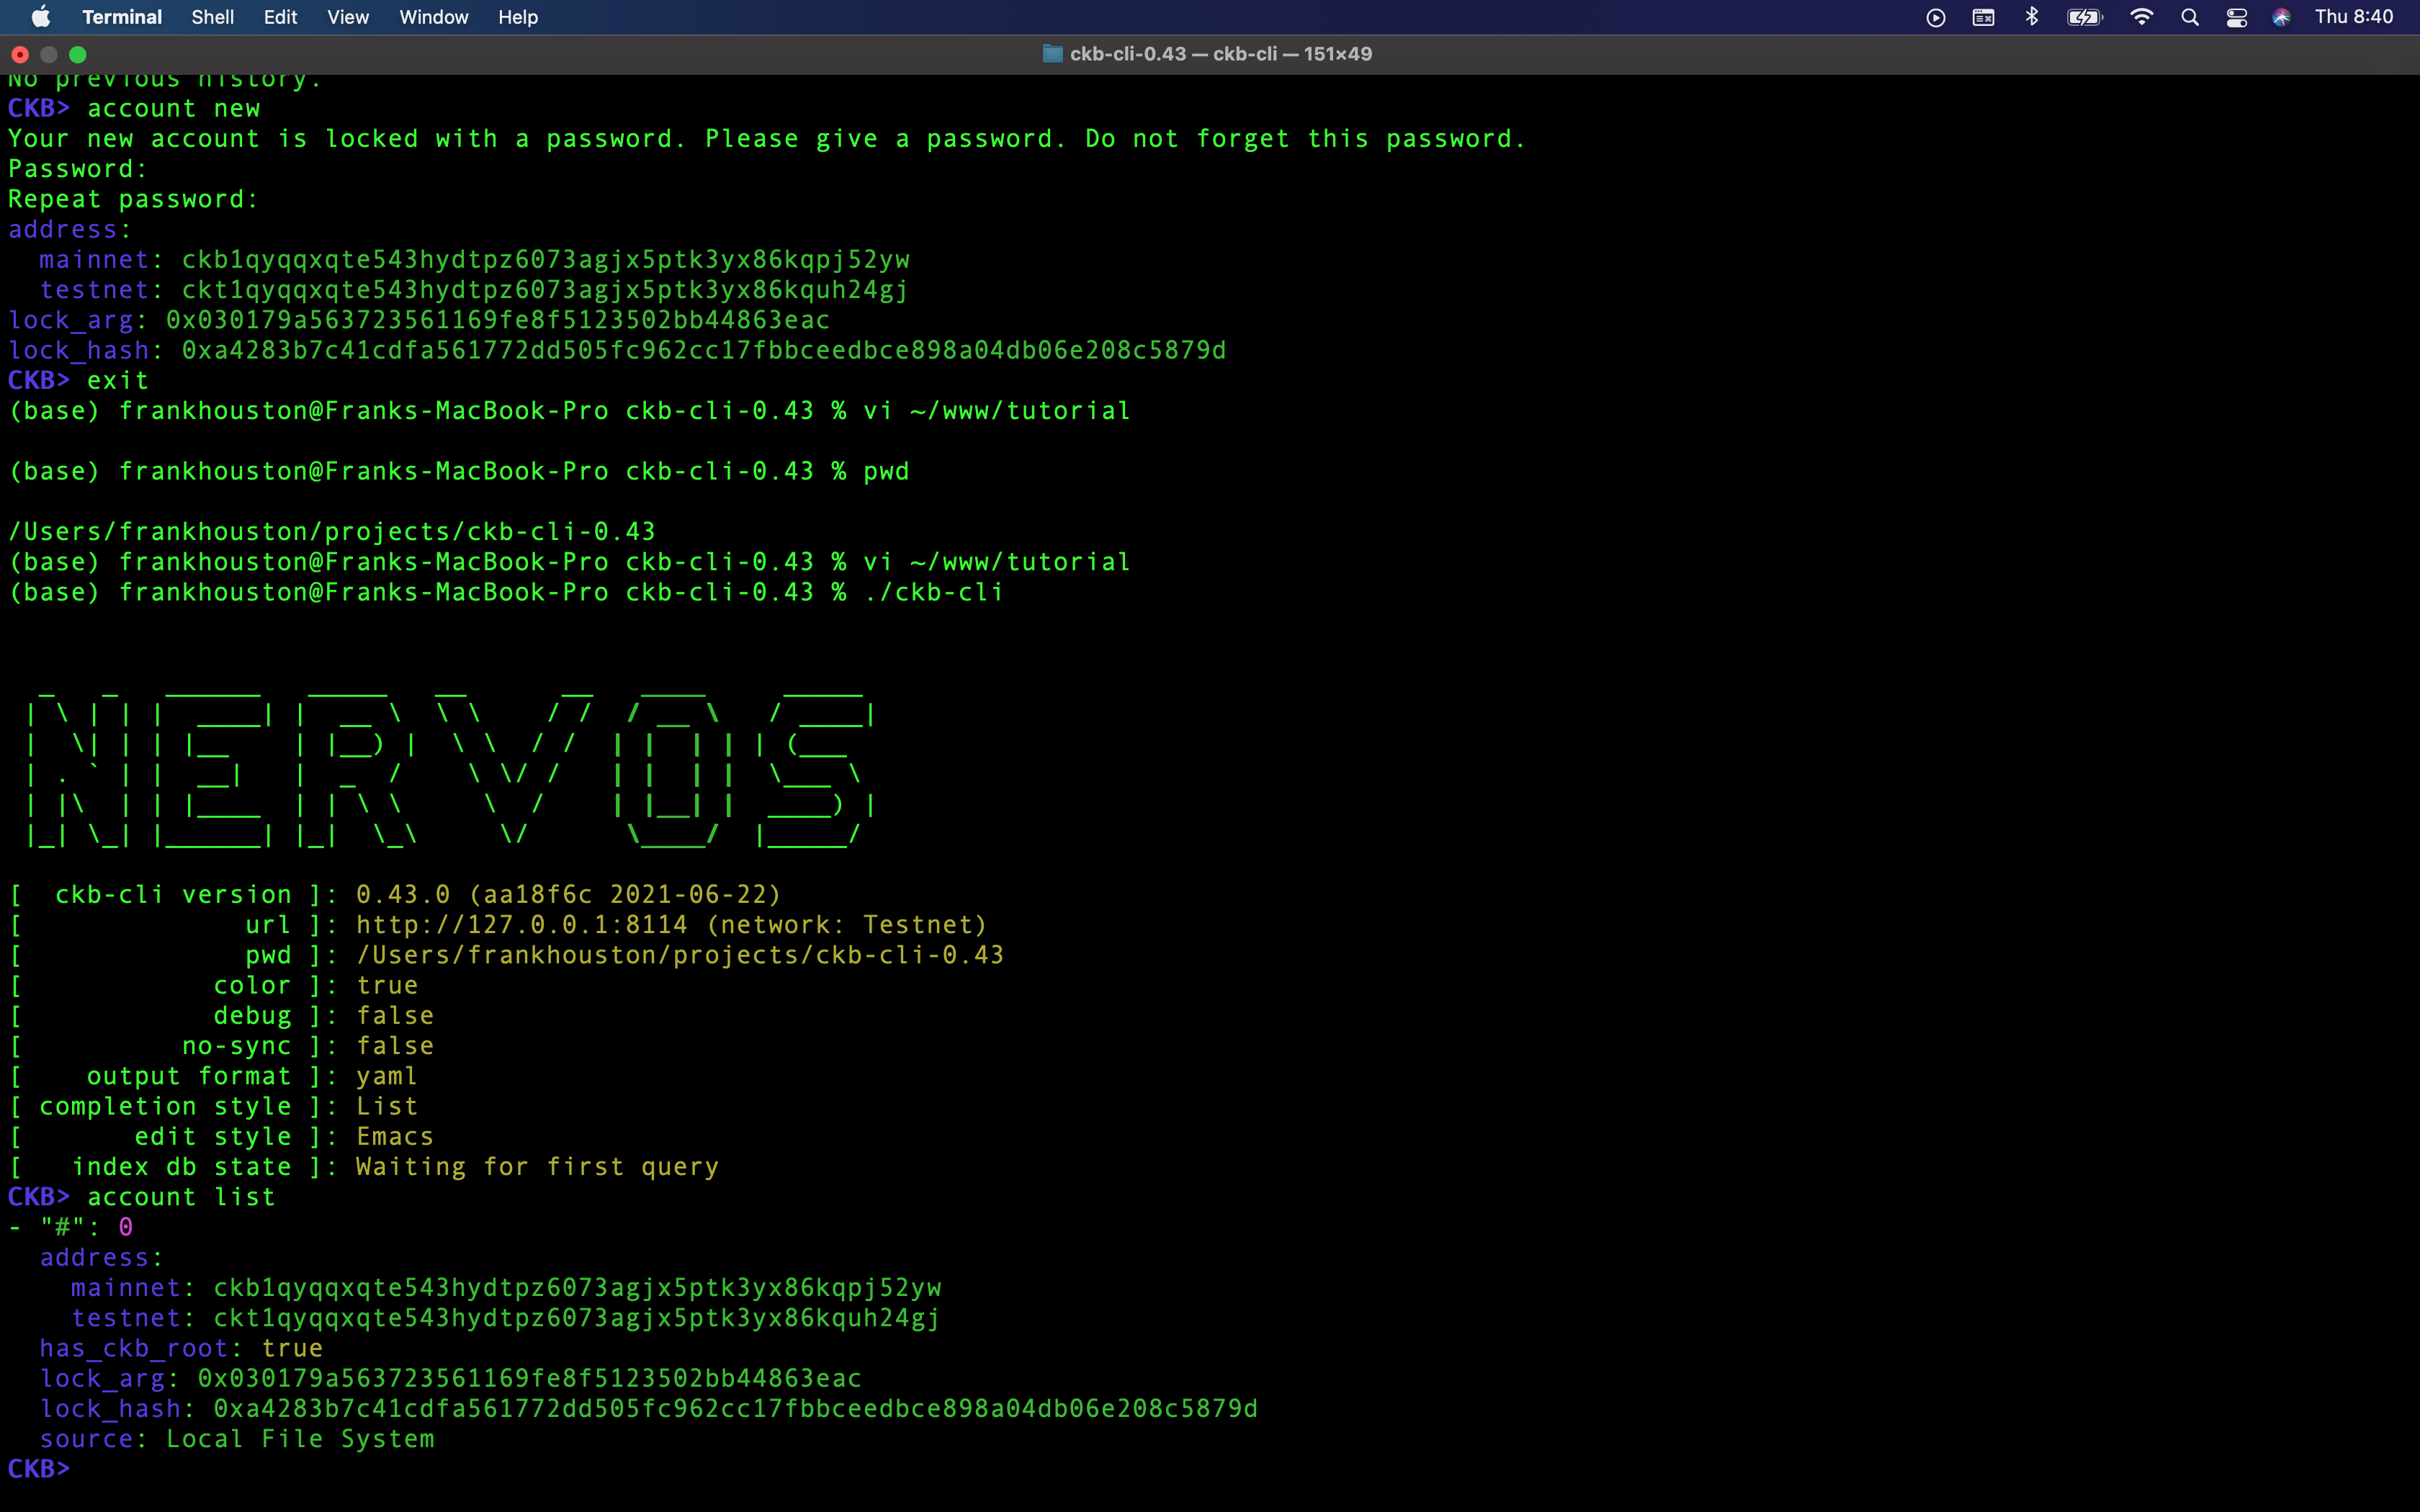 Terminal Shell Edit View Window Help Thu 8:40
ckb-cli-0.43 — ckb-cli — 151×49
No previous history.
CKB> account new
Your new account is locked with a password. Please give a password. Do not forget this password.
Password:
Repeat password:
address:
  mainnet: ckb1qyqqxqte543hydtpz6073agjx5ptk3yx86kqpj52yw
  testnet: ckt1qyqqxqte543hydtpz6073agjx5ptk3yx86kquh24gj
lock_arg: 0x030179a563723561169fe8f5123502bb44863eac
lock_hash: 0xa4283b7c41cdfa561772dd505fc962cc17fbbceedbce898a04db06e208c5879d
CKB> exit
(base) frankhouston@Franks-MacBook-Pro ckb-cli-0.43 % vi ~/www/tutorial
(base) frankhouston@Franks-MacBook-Pro ckb-cli-0.43 % pwd
/Users/frankhouston/projects/ckb-cli-0.43
(base) frankhouston@Franks-MacBook-Pro ckb-cli-0.43 % vi ~/www/tutorial
(base) frankhouston@Franks-MacBook-Pro ckb-cli-0.43 % ./ckb-cli
NERVOS
[  ckb-cli version ]: 0.43.0 (aa18f6c 2021-06-22)
[              url ]: http://127.0.0.1:8114 (network: Testnet)
[              pwd ]: /Users/frankhouston/projects/ckb-cli-0.43
[            color ]: true
[            debug ]: false
[          no-sync ]: false
[    output format ]: yaml
[ completion style ]: List
[       edit style ]: Emacs
[   index db state ]: Waiting for first query
CKB> account list
- "#": 0
  address:
    mainnet: ckb1qyqqxqte543hydtpz6073agjx5ptk3yx86kqpj52yw
    testnet: ckt1qyqqxqte543hydtpz6073agjx5ptk3yx86kquh24gj
  has_ckb_root: true
  lock_arg: 0x030179a563723561169fe8f5123502bb44863eac
  lock_hash: 0xa4283b7c41cdfa561772dd505fc962cc17fbbceedbce898a04db06e208c5879d
  source: Local File System
CKB>